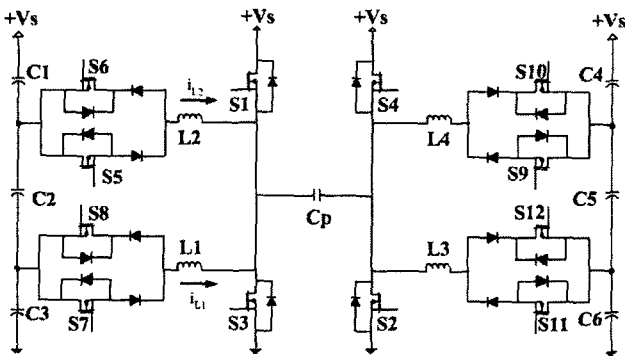 +Vs +Vs +Vs +Vs
C1 S6 S10 C4
i_L2
S1 S4
L2 L4
S5 S9
C2 C5
S8 Cp S12
L1 L3
i_L1
C3 S7 S3 S2 S11 C6